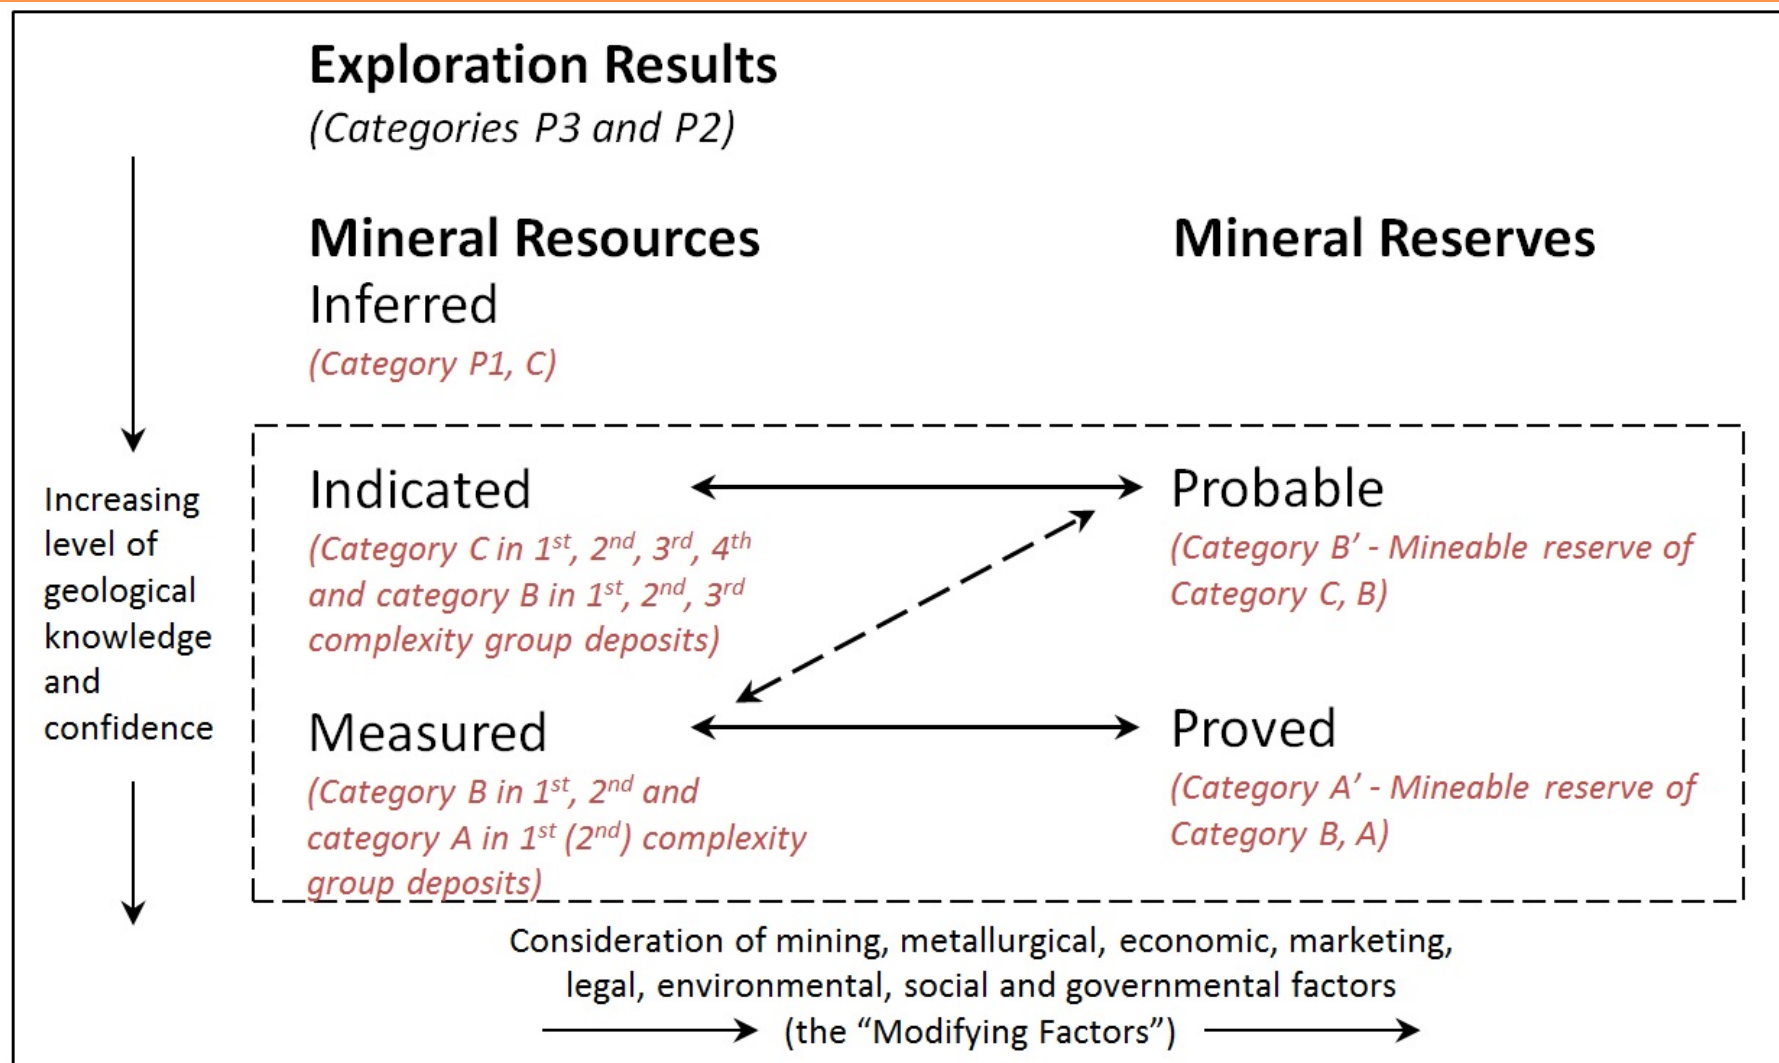 Exploration Results
(Categories P3 and P2)
Mineral Resources
Mineral Reserves
Inferred
(Category P1, C)
Increasing
level of
geological
knowledge
and
confidence
Indicated
(Category C in 1st, 2nd, 3rd, 4th
and category B in 1st, 2nd, 3rd
complexity group deposits)
Probable
(Category B’ - Mineable reserve of
Category C, B)
Measured
(Category B in 1st, 2nd and
category A in 1st (2nd) complexity
group deposits)
Proved
(Category A’ - Mineable reserve of
Category B, A)
Consideration of mining, metallurgical, economic, marketing,
legal, environmental, social and governmental factors
(the “Modifying Factors”)